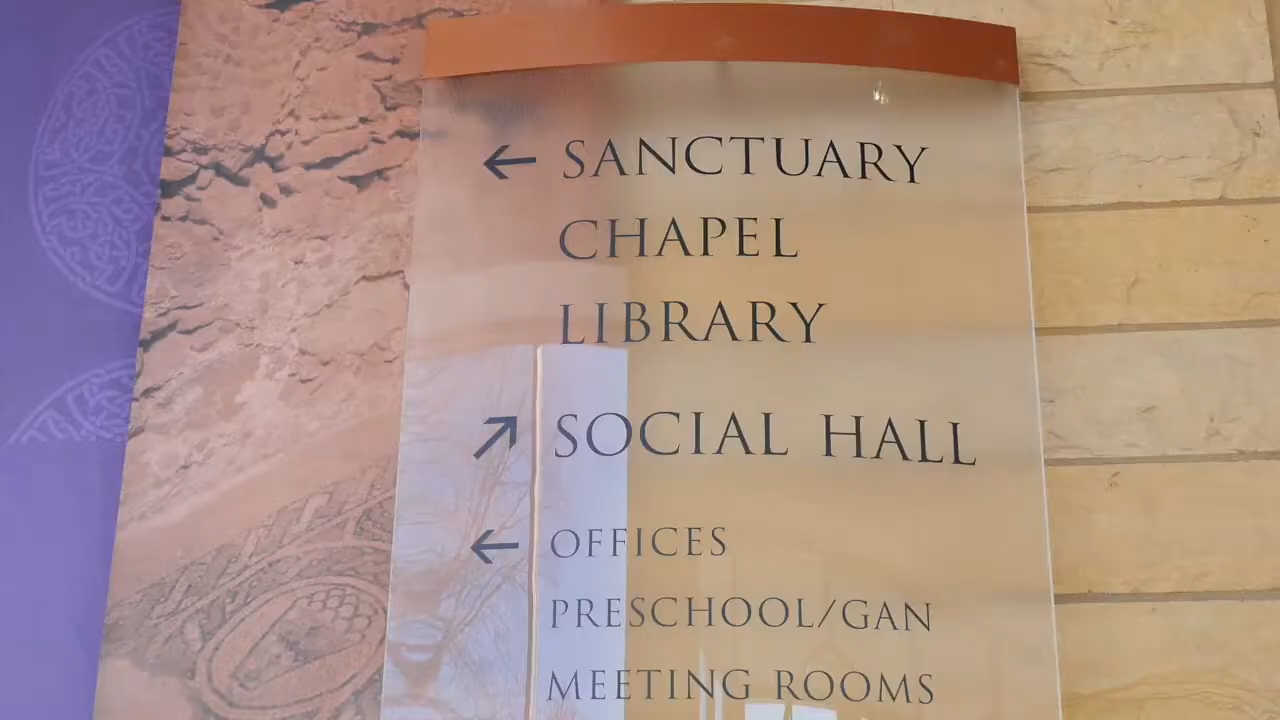 ← SANCTUARY
CHAPEL
LIBRARY
↗ SOCIAL HALL
← OFFICES
PRESCHOOL/GAN
MEETING ROOMS